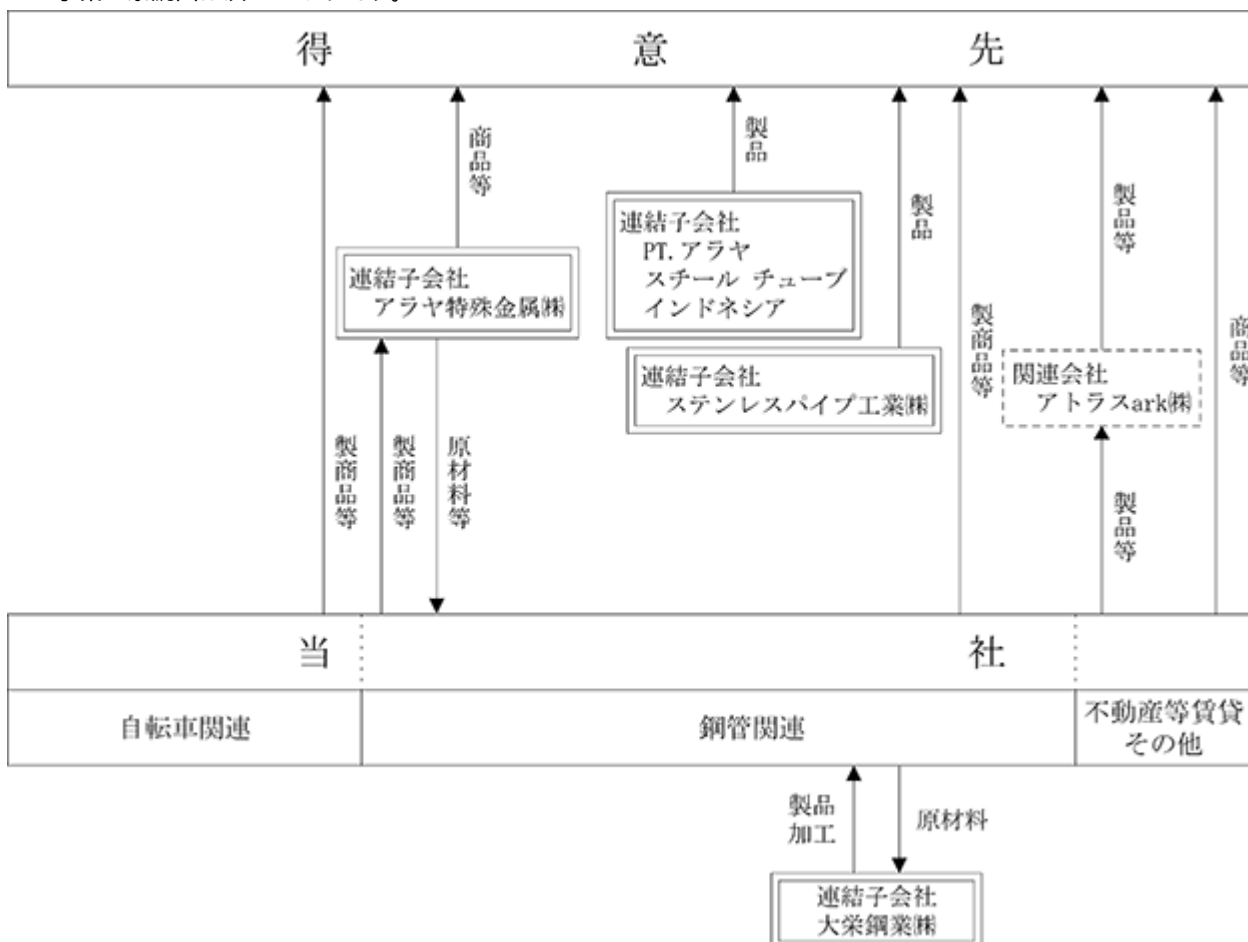 得意先
商品等
製品
製品
製品等
商品等
製商品等
連結子会社
アラヤ特殊金属㈱
連結子会社
PT.アラヤ
スチール チューブ
インドネシア
連結子会社
ステンレスパイプ工業㈱
関連会社
アトラスark㈱
製商品等
製商品等
原材料等
製品等
当社
自転車関連
鋼管関連
不動産等賃貸
その他
製品
加工
原材料
連結子会社
大栄鋼業㈱